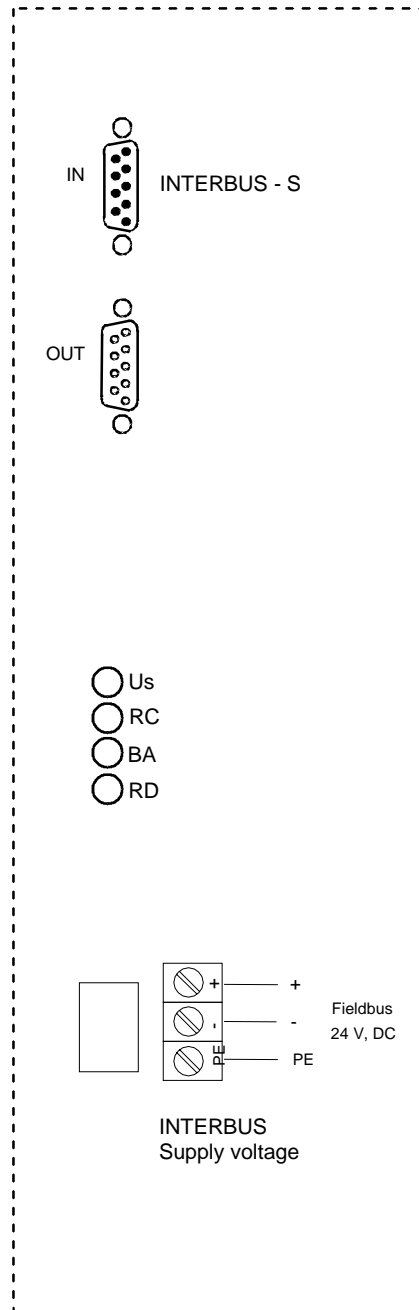 IN
INTERBUS - S
OUT
Us
RC
BA
RD
+ +
- -
PE PE
Fieldbus
24 V, DC
INTERBUS
Supply voltage